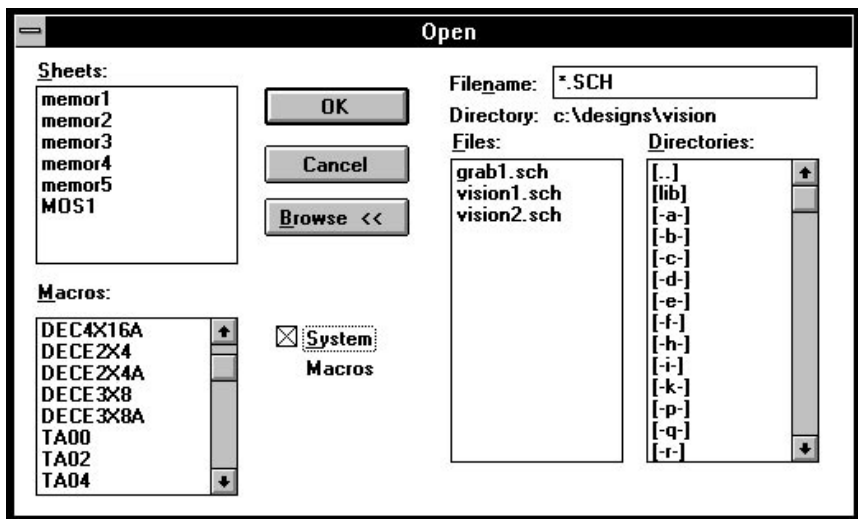 Open
Sheets:
memor1
memor2
memor3
memor4
memor5
MOS1
OK
Cancel
Browse <<
Macros:
DEC4X16A
DECE2X4
DECE2X4A
DECE3X8
DECE3X8A
TA00
TA02
TA04
System
Macros
Filename: *.SCH
Directory: c:\designs\vision
Files:
grab1.sch
vision1.sch
vision2.sch
Directories:
[..]
[lib]
[-a-]
[-b-]
[-c-]
[-d-]
[-e-]
[-f-]
[-h-]
[-i-]
[-k-]
[-p-]
[-q-]
[-r-]